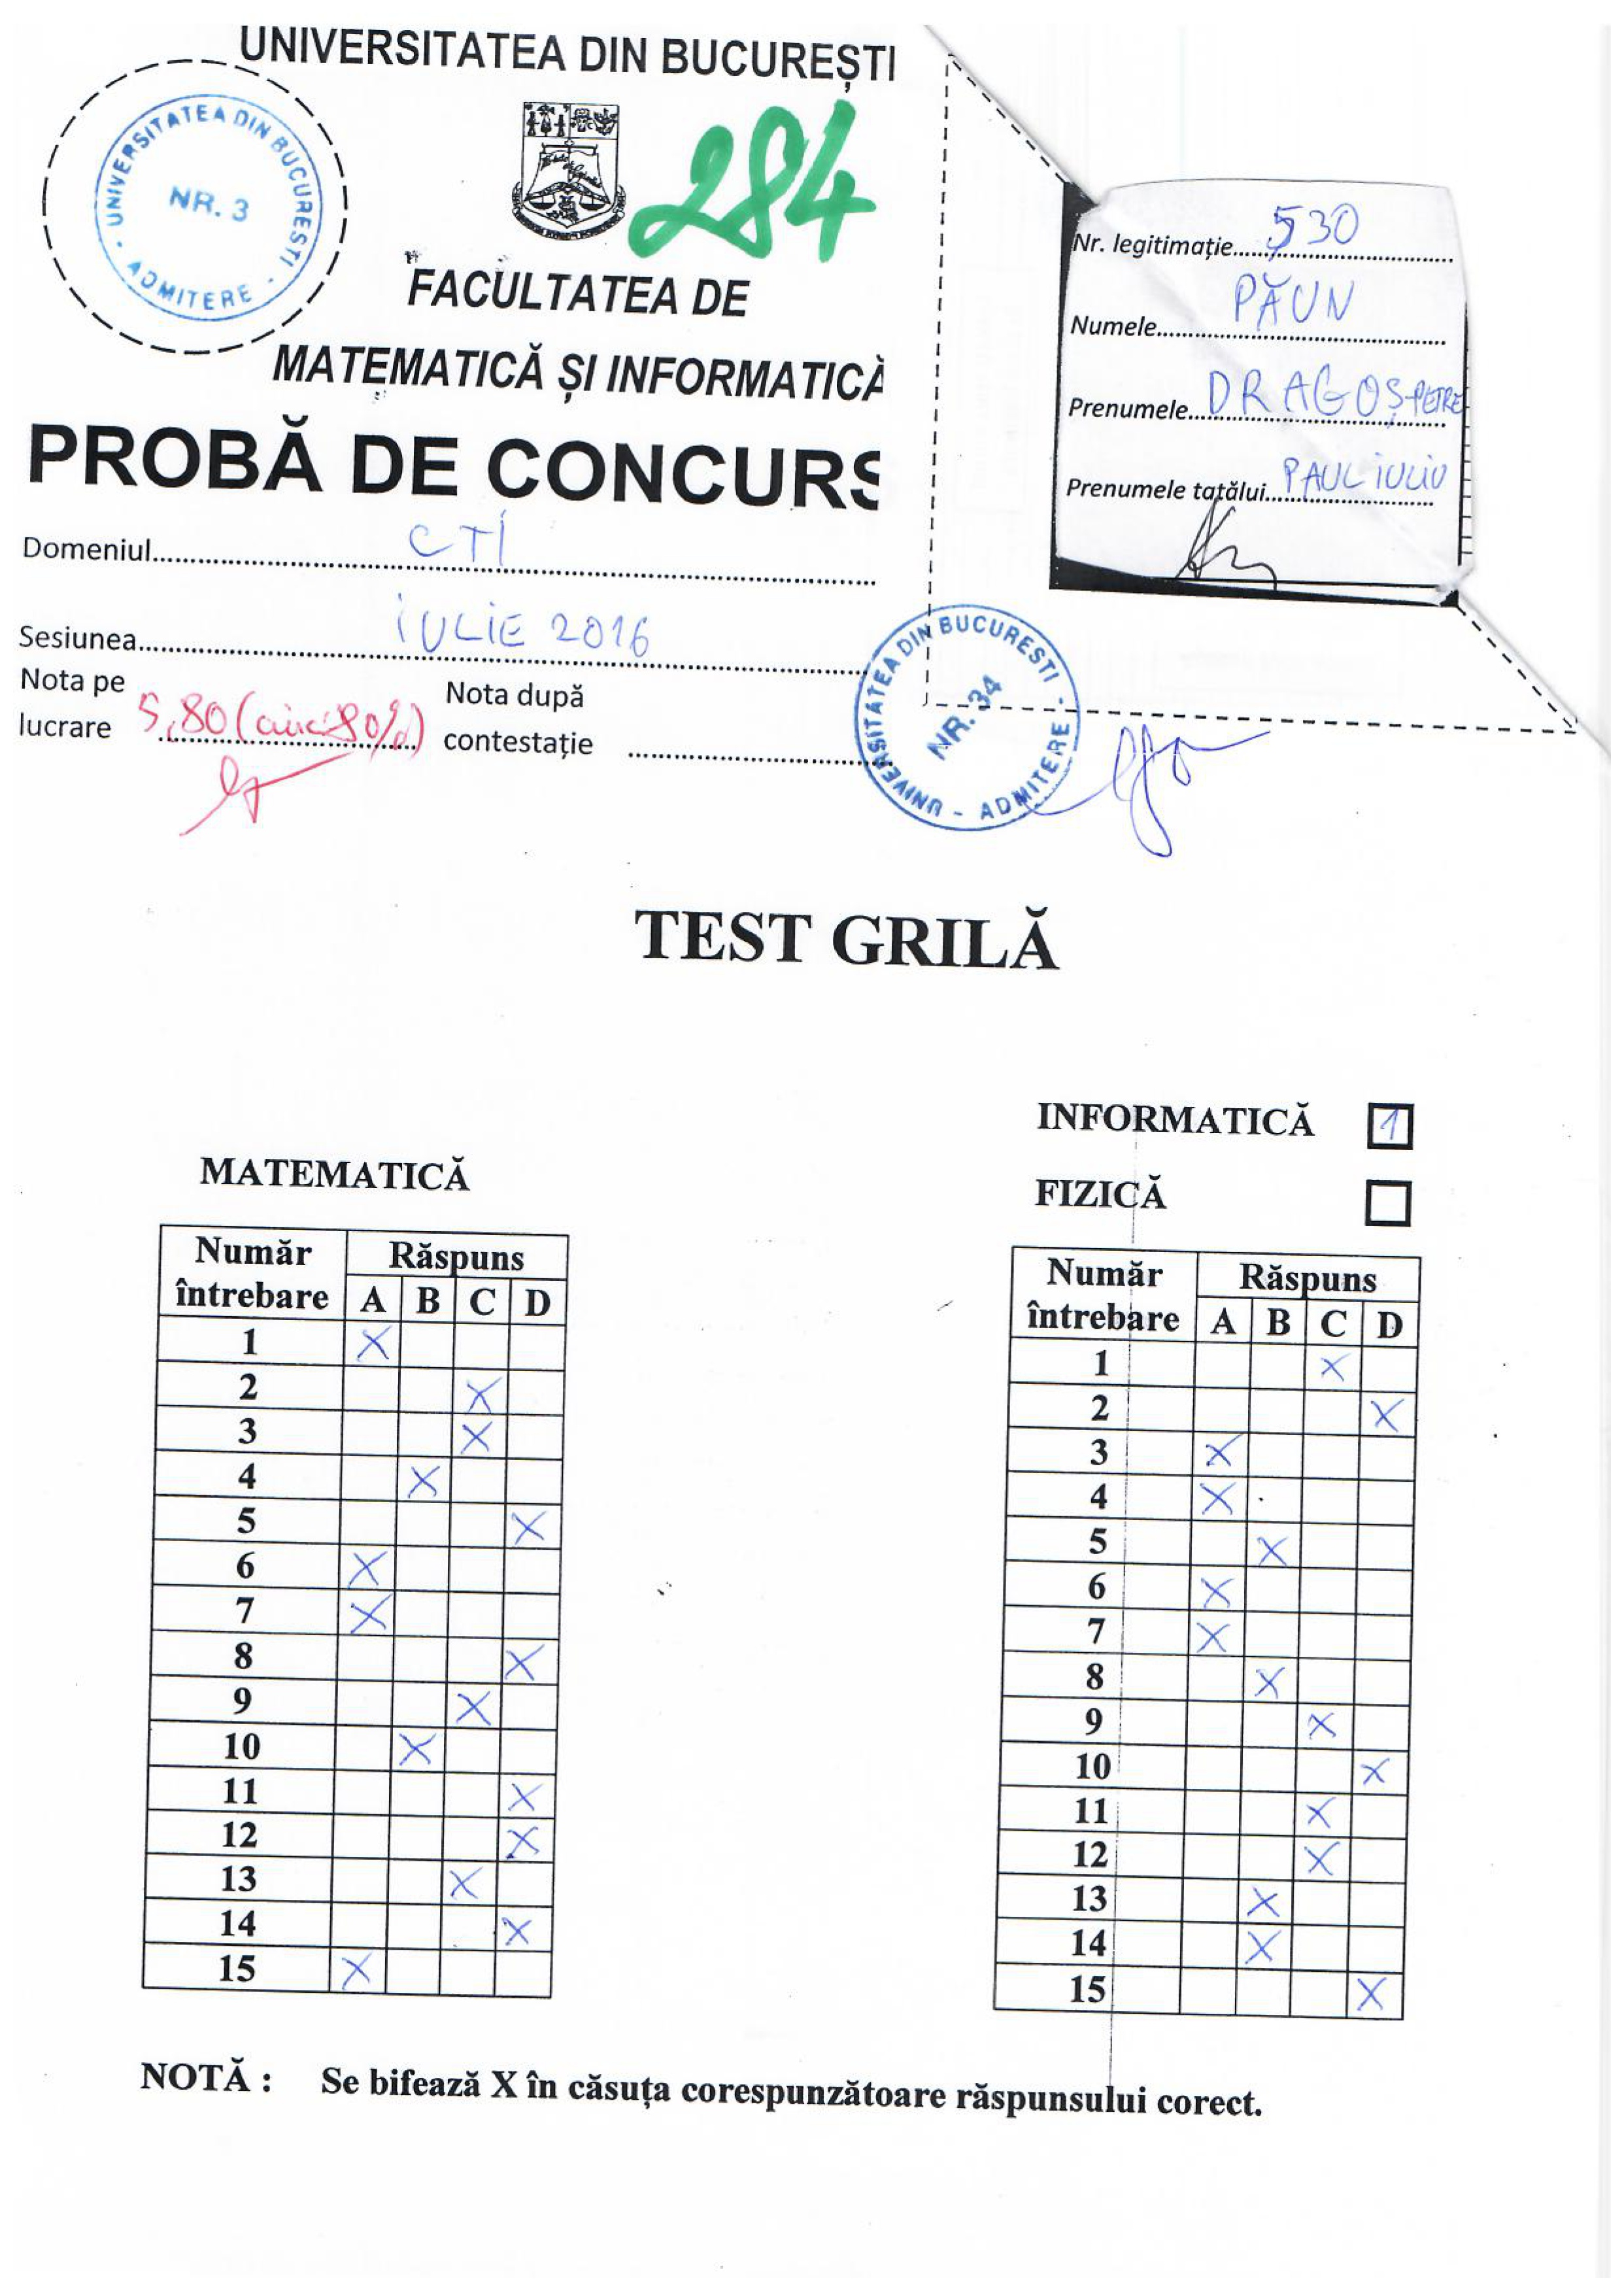 UNIVERSITATEA DIN BUCUREȘTI
UNIVERSITATEA DIN BUCURESTI - ADMITERE -
NR. 3
284
FACULTATEA DE
MATEMATICĂ ȘI INFORMATICĂ
PROBĂ DE CONCURS
Domeniul CTI
Sesiunea IULIE 2016
Nota pe lucrare 5,80 (cinci 80%)
Nota după contestație
Nr. legitimație 530
Numele PĂUN
Prenumele DRAGOȘ-PETRE
Prenumele tatălui PAUL IULIU
UNIVERSITATEA DIN BUCURESTI - ADMITERE -
NR. 34
TEST GRILĂ
INFORMATICĂ 1
FIZICĂ
MATEMATICĂ
Număr întrebare Răspuns
A B C D
1 X
2 X
3 X
4 X
5 X
6 X
7 X
8 X
9 X
10 X
11 X
12 X
13 X
14 X
15 X
Număr întrebare Răspuns
A B C D
1 X
2 X
3 X
4 X
5 X
6 X
7 X
8 X
9 X
10 X
11 X
12 X
13 X
14 X
15 X
NOTĂ : Se bifează X în căsuța corespunzătoare răspunsului corect.